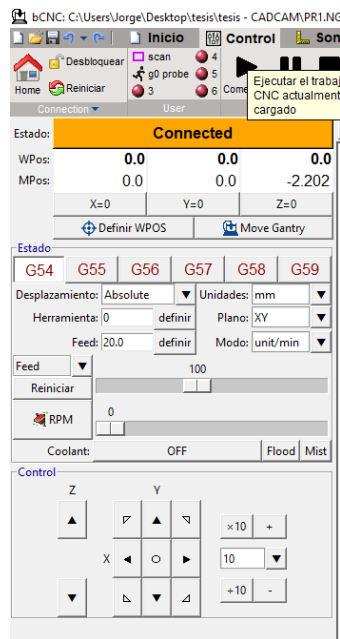 bCNC: C:\Users\Jorge\Desktop\tesis\tesis - CADCAM\PR1.NG
Inicio Control Son
Desbloquear scan 4
g0 probe 5
Home Reiniciar 3 6 Come
Ejecutar el trabaj
CNC actualment
cargado
Connection User
Estado: Connected
WPos: 0.0 0.0 0.0
MPos: 0.0 0.0 -2.202
X=0 Y=0 Z=0
Definir WPOS Move Gantry
Estado
G54 G55 G56 G57 G58 G59
Desplazamiento: Absolute Unidades: mm
Herramienta: 0 definir Plano: XY
Feed: 20.0 definir Modo: unit/min
Feed 100
Reiniciar
RPM 0
Coolant: OFF Flood Mist
Control
Z Y
×10 +
X 10
÷10 -